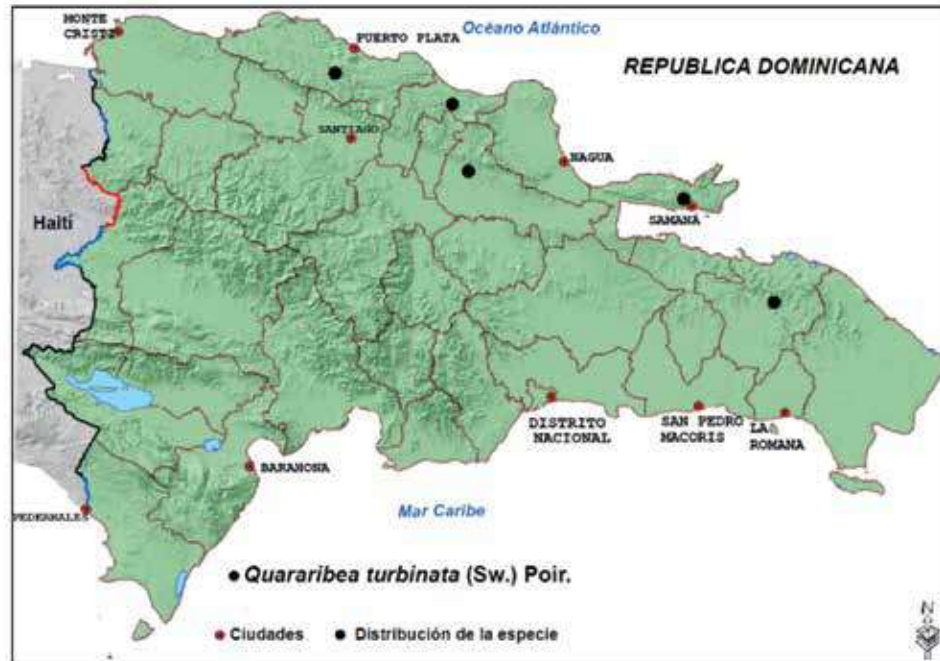 MONTE
CRISTI
PUERTO PLATA
Océano Atlántico
REPUBLICA DOMINICANA
SANTIAGO
NAGUA
Haití
SAMANA
DISTRITO
NACIONAL
SAN PEDRO
MACORIS
LA
ROMANA
BARAHONA
PEDERNALES
Mar Caribe
Quararibea turbinata (Sw.) Poir.
Ciudades
Distribución de la especie
N